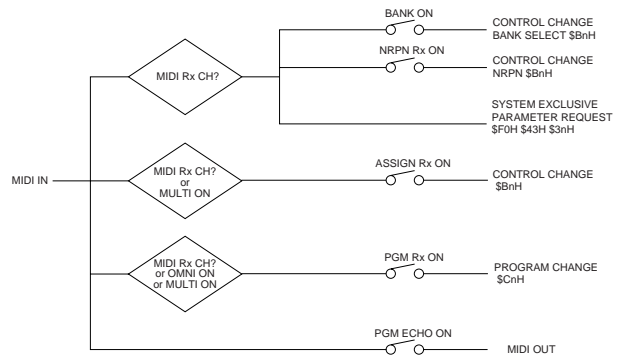 BANK ON
CONTROL CHANGE
BANK SELECT $BnH
NRPN Rx ON
MIDI Rx CH?
CONTROL CHANGE
NRPN $BnH
SYSTEM EXCLUSIVE
PARAMETER REQUEST
$F0H $43H $3nH
MIDI IN
MIDI Rx CH?
or
MULTI ON
ASSIGN Rx ON
CONTROL CHANGE
$BnH
MIDI Rx CH?
or OMNI ON
or MULTI ON
PGM Rx ON
PROGRAM CHANGE
$CnH
PGM ECHO ON
MIDI OUT